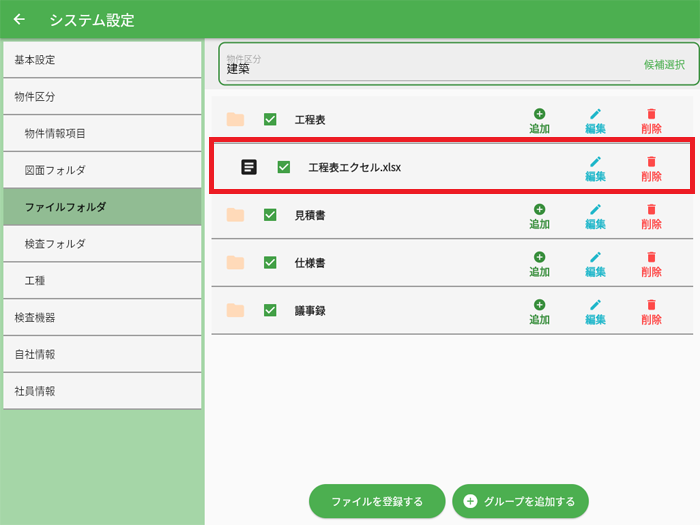 システム設定
基本設定
物件区分
物件情報項目
図面フォルダ
ファイルフォルダ
検査フォルダ
工種
検査機器
自社情報
社員情報
物件区分
建築
候補選択
工程表 追加 編集 削除
工程表エクセル.xlsx 編集 削除
見積書 追加 編集 削除
仕様書 追加 編集 削除
議事録 追加 編集 削除
ファイルを登録する グループを追加する